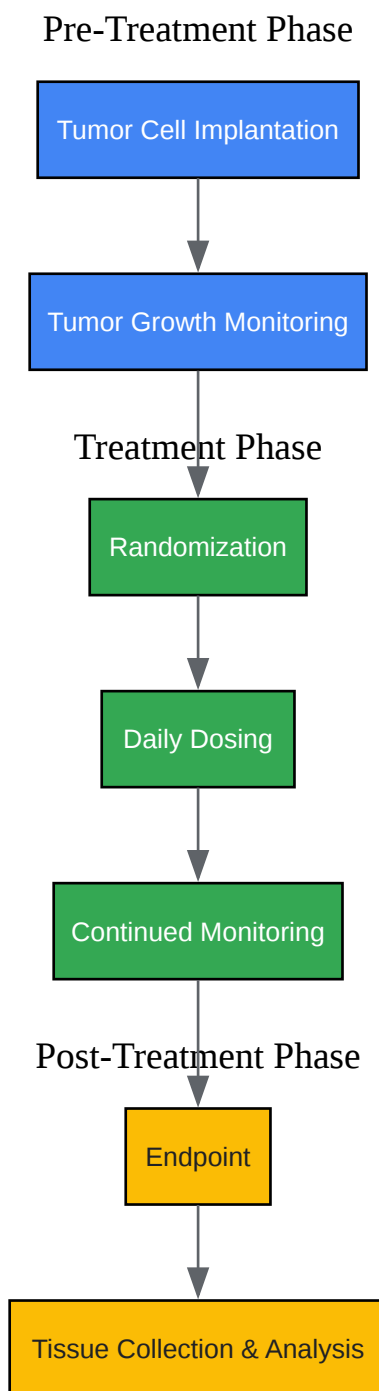 Pre-Treatment Phase
Tumor Cell Implantation
Tumor Growth Monitoring
Treatment Phase
Randomization
Daily Dosing
Continued Monitoring
Post-Treatment Phase
Endpoint
Tissue Collection & Analysis